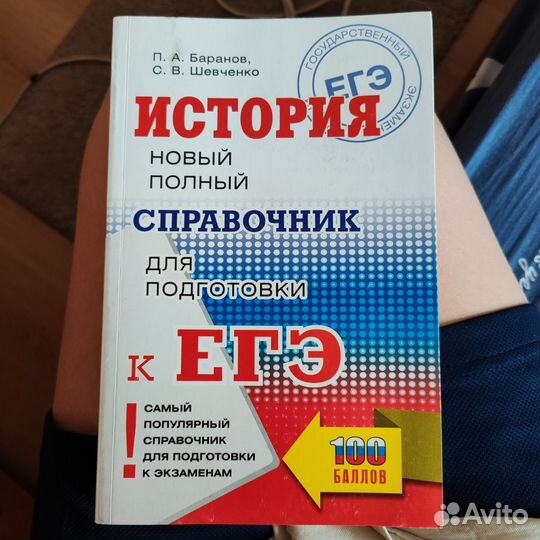 П. А. Баранов,
С. В. Шевченко
ГОСУДАРСТВЕННЫЙ
ЕГЭ
ЭКЗАМЕН
ИСТОРИЯ
НОВЫЙ
ПОЛНЫЙ
СПРАВОЧНИК
ДЛЯ
ПОДГОТОВКИ
К ЕГЭ
!
САМЫЙ
ПОПУЛЯРНЫЙ
СПРАВОЧНИК
ДЛЯ ПОДГОТОВКИ
К ЭКЗАМЕНАМ
100
БАЛЛОВ
Avito